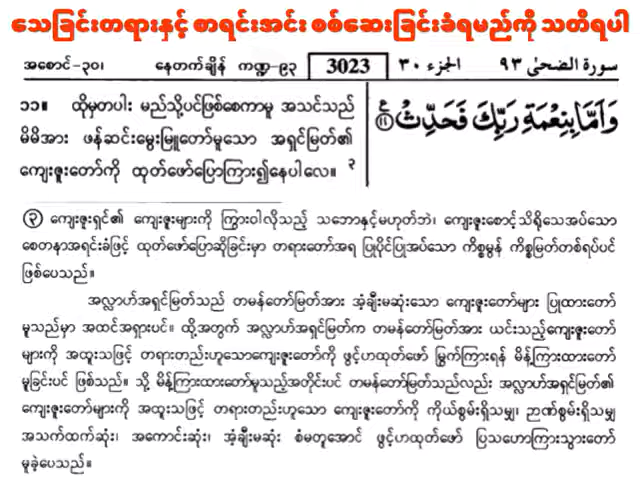 သေခြင်းတရားနှင့် စာရင်းအင်း စစ်ဆေးခြင်းခံရမည်ကို သတိရပါ
အစောင်-၃၀၊ နေတက်ချိန် ကဏ္ဍ-၉၃ 3023 الجزء ٣٠ سورة الضحى ٩٣
၁၁။ ထိုမှတပါး မည်သို့ပင်ဖြစ်စေကာမူ အသင်သည်
မိမိအား ဖန်ဆင်းမွေးမြူတော်မူသော အရှင်မြတ်၏
ကျေးဇူးတော်ကို ထုတ်ဖော်ပြောကြား၍နေပါလေ။ ၃
وَأَمَّا بِنِعْمَةِ رَبِّكَ فَحَدِّثْ ۝١١
၃ ကျေးဇူးရှင်၏ ကျေးဇူးများကို ကြွားဝါလိုသည့် သဘောနှင့်မဟုတ်ဘဲ၊ ကျေးဇူးစောင့်သိရိုသေအပ်သော
စေတနာအရင်းခံဖြင့် ထုတ်ဖော်ပြောဆိုခြင်းမှာ တရားတော်အရ ပြုပိုင်ပြုအပ်သော ကိစ္စမွန် ကိစ္စမြတ်တစ်ရပ်ပင်
ဖြစ်ပေသည်။
အလ္လာဟ်အရှင်မြတ်သည် တမန်တော်မြတ်အား အံ့ချီးမဆုံးသော ကျေးဇူးတော်များ ပြုထားတော်
မူသည်မှာ အထင်အရှားပင်။ ထို့အတွက် အလ္လာဟ်အရှင်မြတ်က တမန်တော်မြတ်အား ယင်းသည့်ကျေးဇူးတော်
များကို အထူးသဖြင့် တရားတည်းဟူသောကျေးဇူးတော်ကို ဖွင့်ဟထုတ်ဖော် မြွက်ကြားရန် မိန့်ကြားထားတော်
မူခြင်းပင် ဖြစ်သည်။ သို့ မိန့်ကြားထားတော်မူသည့်အတိုင်းပင် တမန်တော်မြတ်သည်လည်း အလ္လာဟ်အရှင်မြတ်၏
ကျေးဇူးတော်များကို အထူးသဖြင့် တရားတည်းဟူသော ကျေးဇူးတော်ကို ကိုယ်စွမ်းရှိသမျှ၊ ဉာဏ်စွမ်းရှိသမျှ
အသက်ထက်ဆုံး၊ အကောင်းဆုံး၊ အံ့ချီးမဆုံး စံမတူအောင် ဖွင့်ဟထုတ်ဖော် ပြသဟောကြားသွားတော်
မူခဲ့ပေသည်။